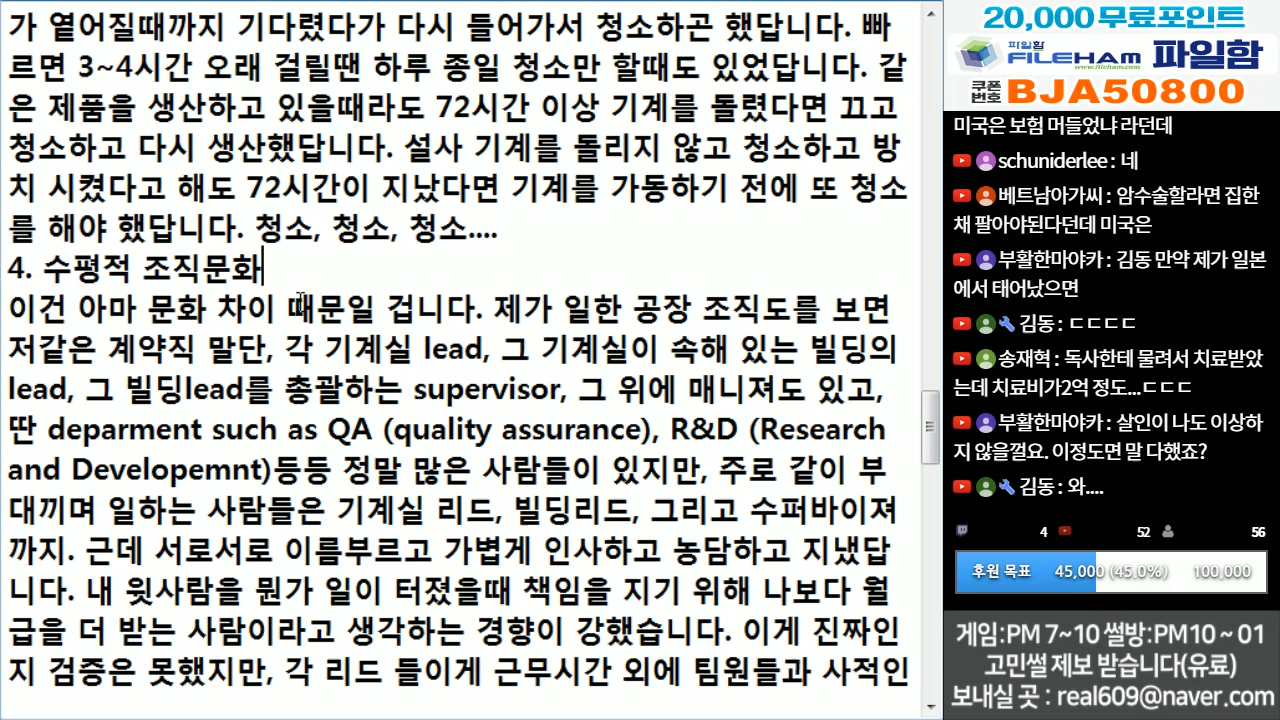 가 옅어질때까지 기다렸다가 다시 들어가서 청소하곤 했답니다. 빠
르면 3~4시간 오래 걸릴땐 하루 종일 청소만 할때도 있었답니다. 같
은 제품을 생산하고 있을때라도 72시간 이상 기계를 돌렸다면 끄고
청소하고 다시 생산했답니다. 설사 기계를 돌리지 않고 청소하고 방
치 시켰다고 해도 72시간이 지났다면 기계를 가동하기 전에 또 청소
를 해야 했답니다. 청소, 청소, 청소....
4. 수평적 조직문화
이건 아마 문화 차이 때문일 겁니다. 제가 일한 공장 조직도를 보면
저같은 계약직 말단, 각 기계실 lead, 그 기계실이 속해 있는 빌딩의
lead, 그 빌딩lead를 총괄하는 supervisor, 그 위에 매니져도 있고,
딴 deparment such as QA (quality assurance), R&D (Research
and Developemnt)등등 정말 많은 사람들이 있지만, 주로 같이 부
대끼며 일하는 사람들은 기계실 리드, 빌딩리드, 그리고 수퍼바이져
까지. 근데 서로서로 이름부르고 가볍게 인사하고 농담하고 지냈답
니다. 내 윗사람을 뭔가 일이 터졌을때 책임을 지기 위해 나보다 월
급을 더 받는 사람이라고 생각하는 경향이 강했습니다. 이게 진짜인
지 검증은 못했지만, 각 리드 들이게 근무시간 외에 팀원들과 사적인
20,000 무료포인트
파일함
FILEHAM
www.fileham.com
파일함
쿠폰
번호 BJA50800
미국은 보험 머들었냐 라던데
schuniderlee : 네
베트남아가씨 : 암수술할라면 집한
채 팔아야된다던데 미국은
부활한마야카 : 김동 만약 제가 일본
에서 태어났으면
김동 : ㄷㄷㄷㄷ
송재혁 : 독사한테 물려서 치료받았
는데 치료비가2억 정도...ㄷㄷㄷ
부활한마야카 : 살인이 나도 이상하
지 않을껄요. 이정도면 말 다했죠?
김동 : 와....
4 52 56
후원 목표 45,000 (45.0%) 100,000
게임:PM 7~10 썰방:PM10 ~ 01
고민썰 제보 받습니다(유료)
보내실 곳 : real609@naver.com